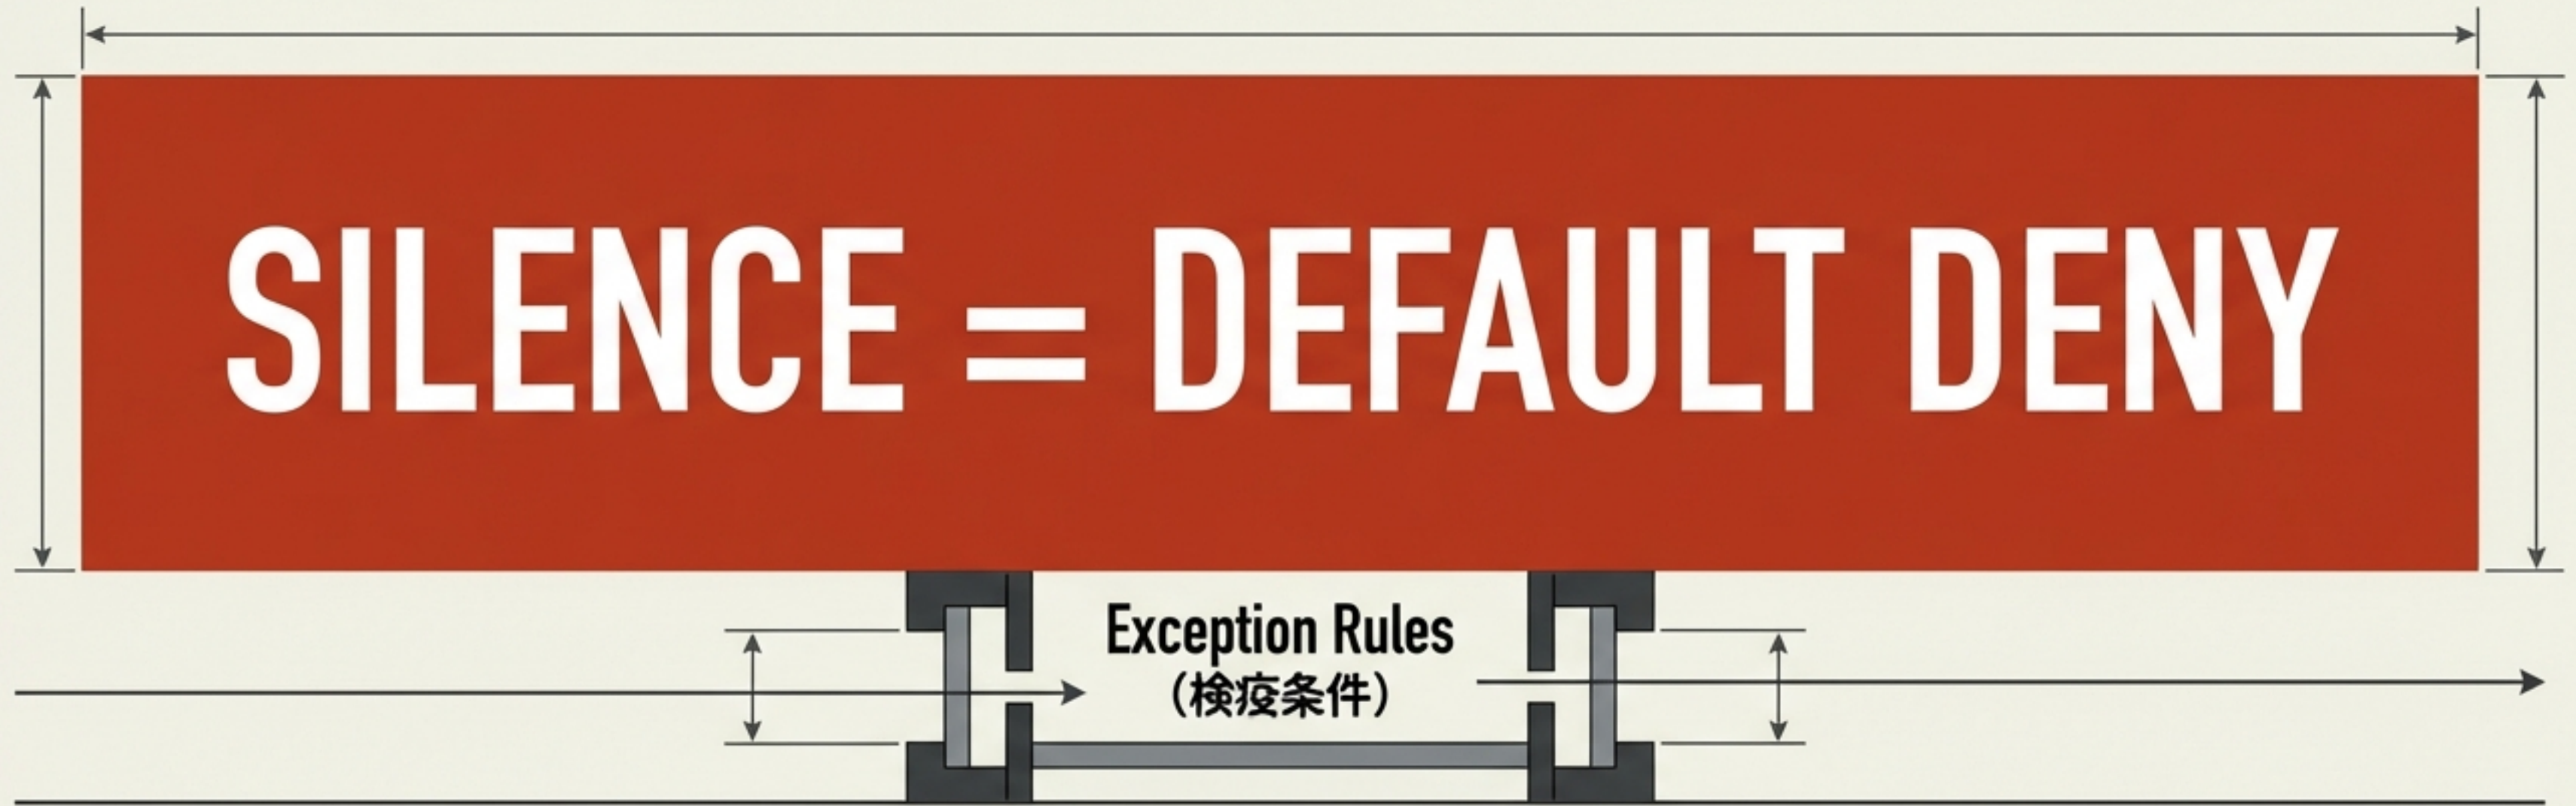 SILENCE = DEFAULT DENY
Exception Rules
（検疫条件）